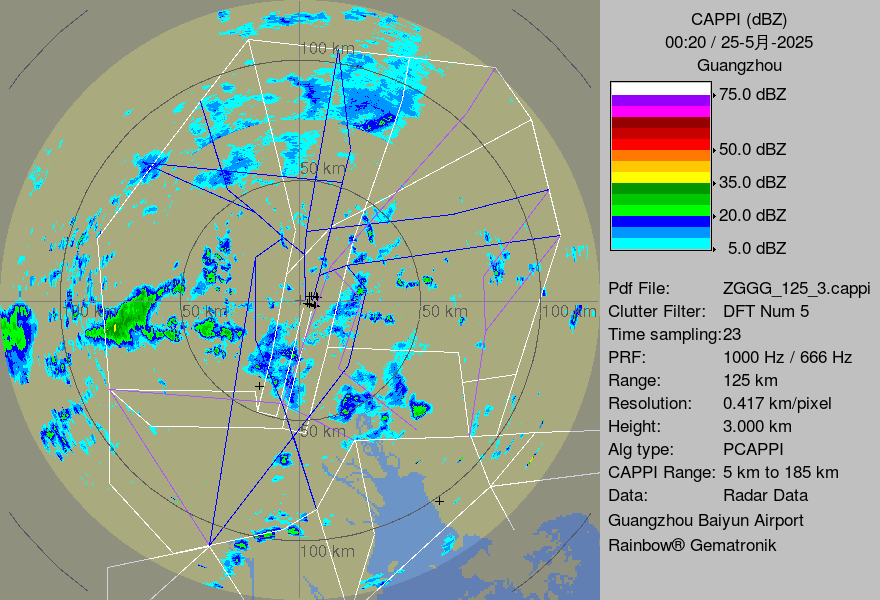 100 km
50 km
100 km
50 km
50 km
100 km
50 km
100 km
CAPPI (dBZ)
00:20 / 25-5月-2025
Guangzhou
75.0 dBZ
50.0 dBZ
35.0 dBZ
20.0 dBZ
5.0 dBZ
Pdf File: ZGGG_125_3.cappi
Clutter Filter: DFT Num 5
Time sampling:23
PRF: 1000 Hz / 666 Hz
Range: 125 km
Resolution: 0.417 km/pixel
Height: 3.000 km
Alg type: PCAPPI
CAPPI Range: 5 km to 185 km
Data: Radar Data
Guangzhou Baiyun Airport
Rainbow® Gematronik